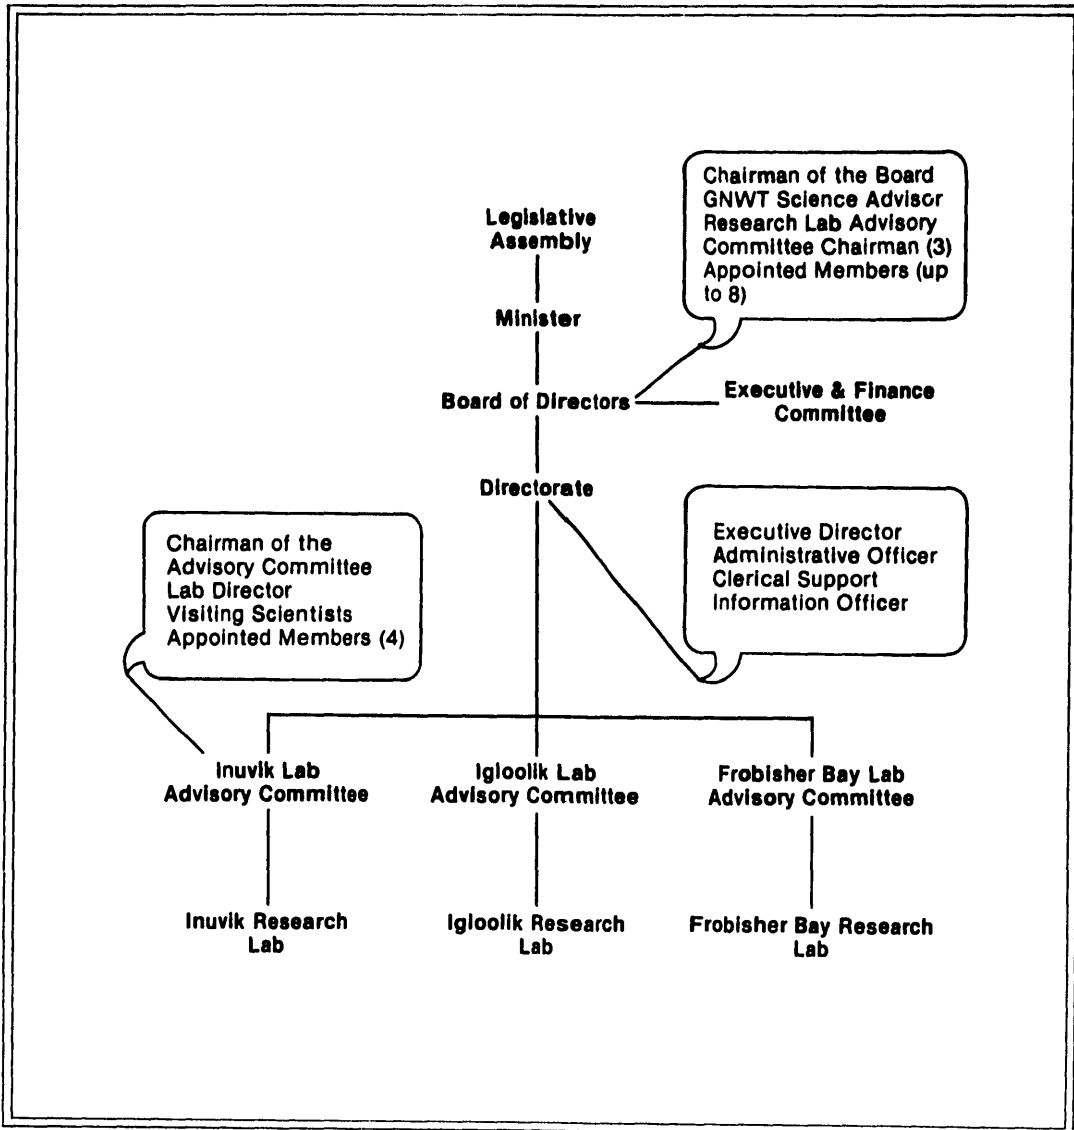 Chairman of the Board
GNWT Science Advisor
Research Lab Advisory
Committee Chairman (3)
Appointed Members (up
to 8)
Legislative
Assembly
Minister
Board of Directors
Executive & Finance
Committee
Directorate
Executive Director
Administrative Officer
Clerical Support
Information Officer
Chairman of the
Advisory Committee
Lab Director
Visiting Scientists
Appointed Members (4)
Inuvik Lab
Advisory Committee
Igloolik Lab
Advisory Committee
Frobisher Bay Lab
Advisory Committee
Inuvik Research
Lab
Igloolik Research
Lab
Frobisher Bay Research
Lab